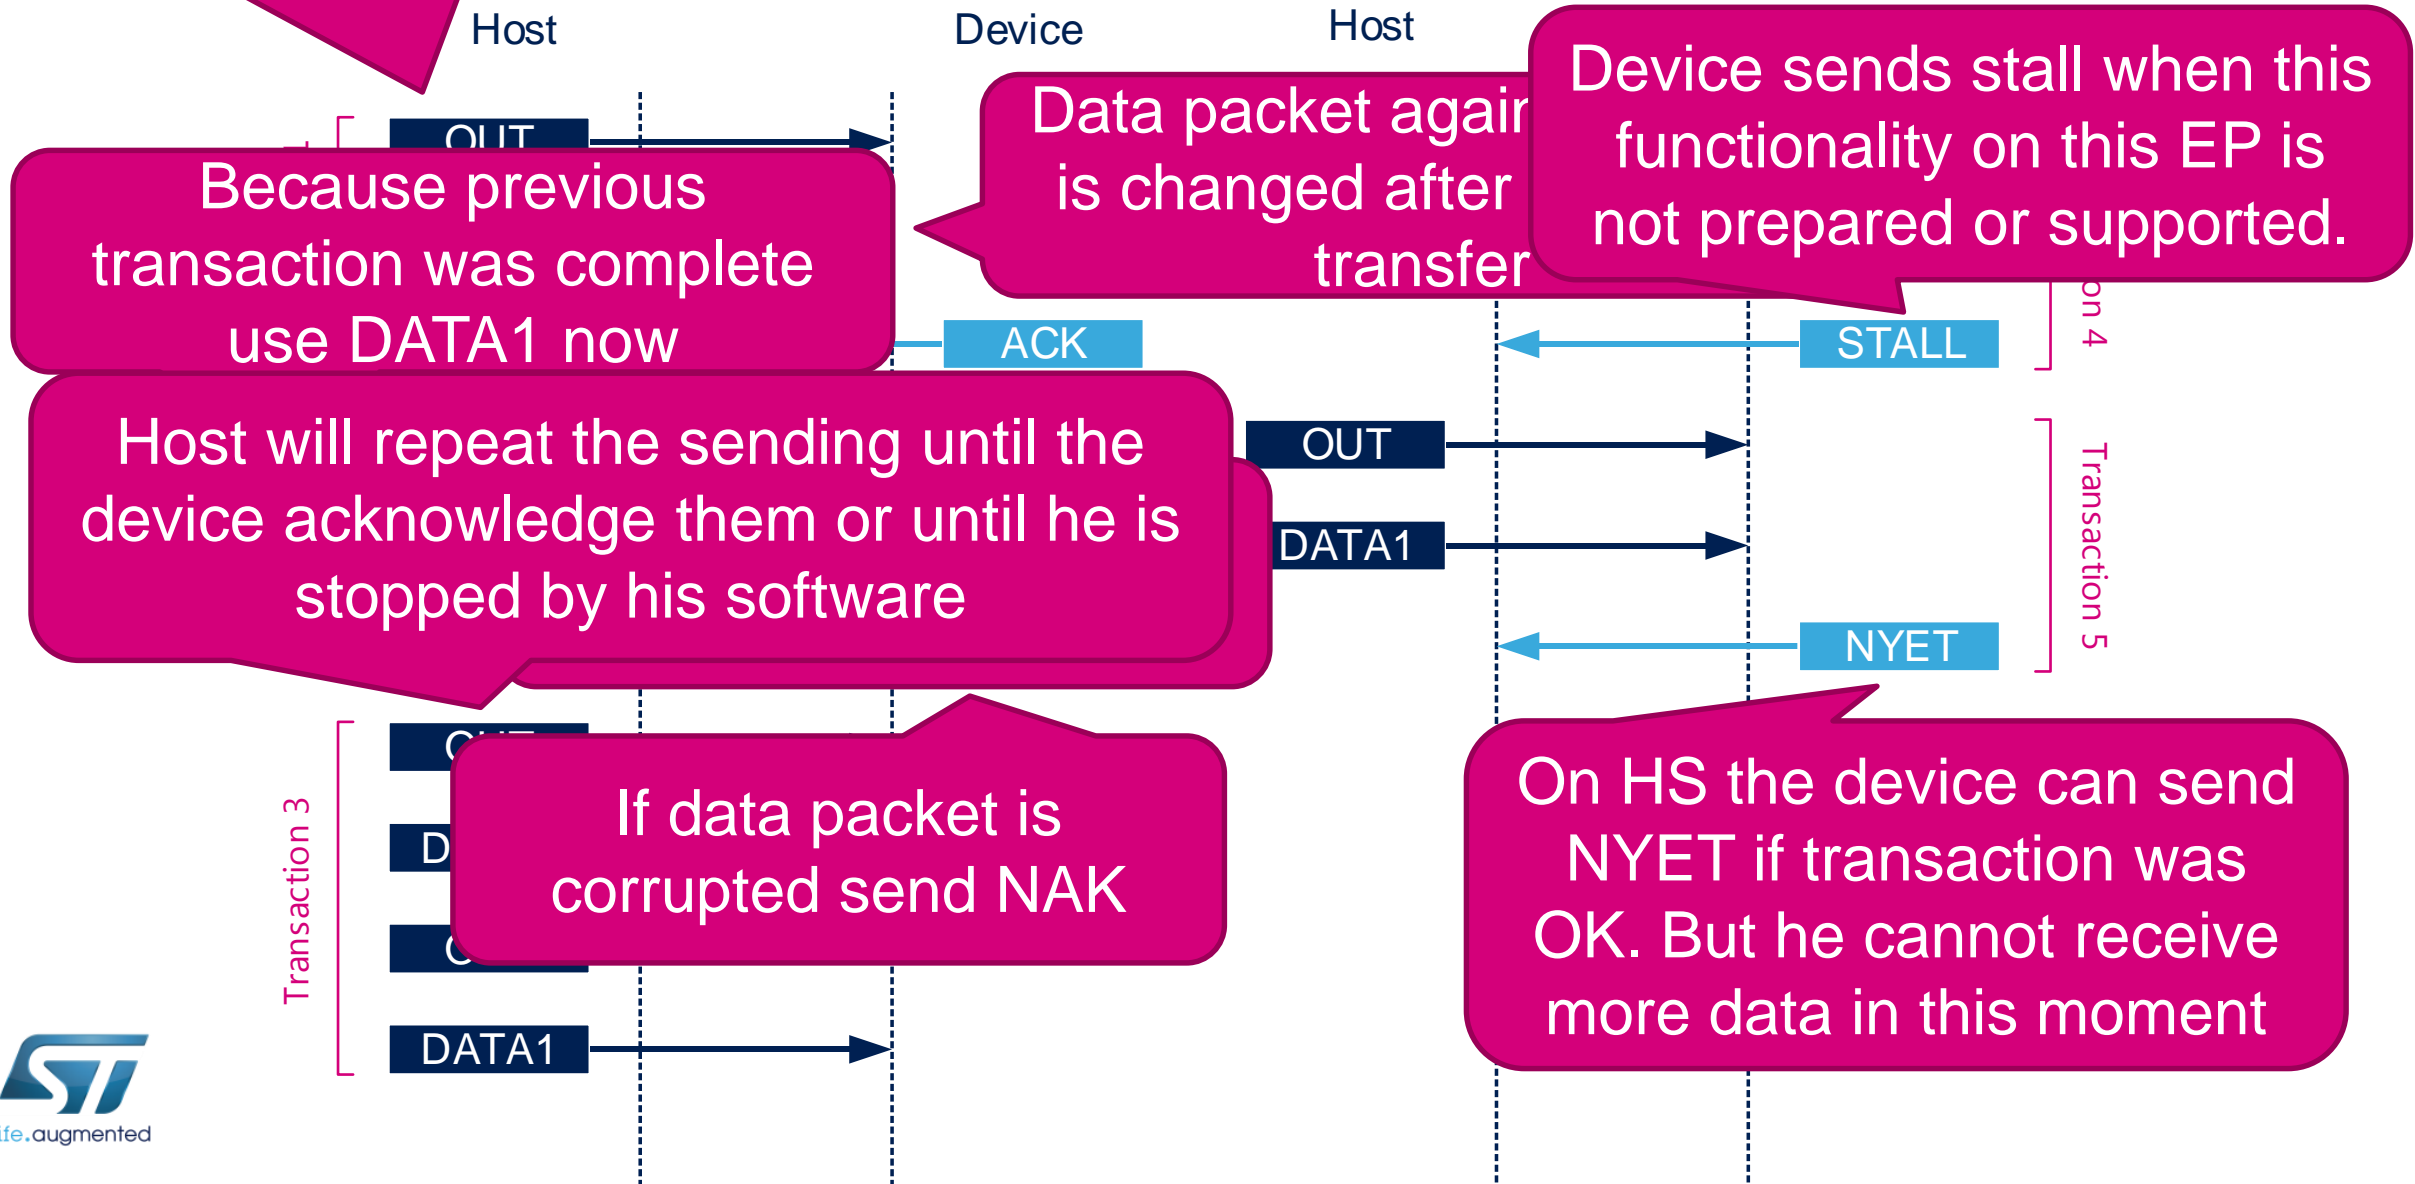 Host
Device
Host
OUT
Because previous
transaction was complete
use DATA1 now
Data packet again
is changed after
transfer
Device sends stall when this
functionality on this EP is
not prepared or supported.
ACK
STALL
on 4
Host will repeat the sending until the
device acknowledge them or until he is
stopped by his software
OUT
DATA1
NYET
Transaction 5
If data packet is
corrupted send NAK
On HS the device can send
NYET if transaction was
OK. But he cannot receive
more data in this moment
Transaction 3
DATA1
ife.augmented